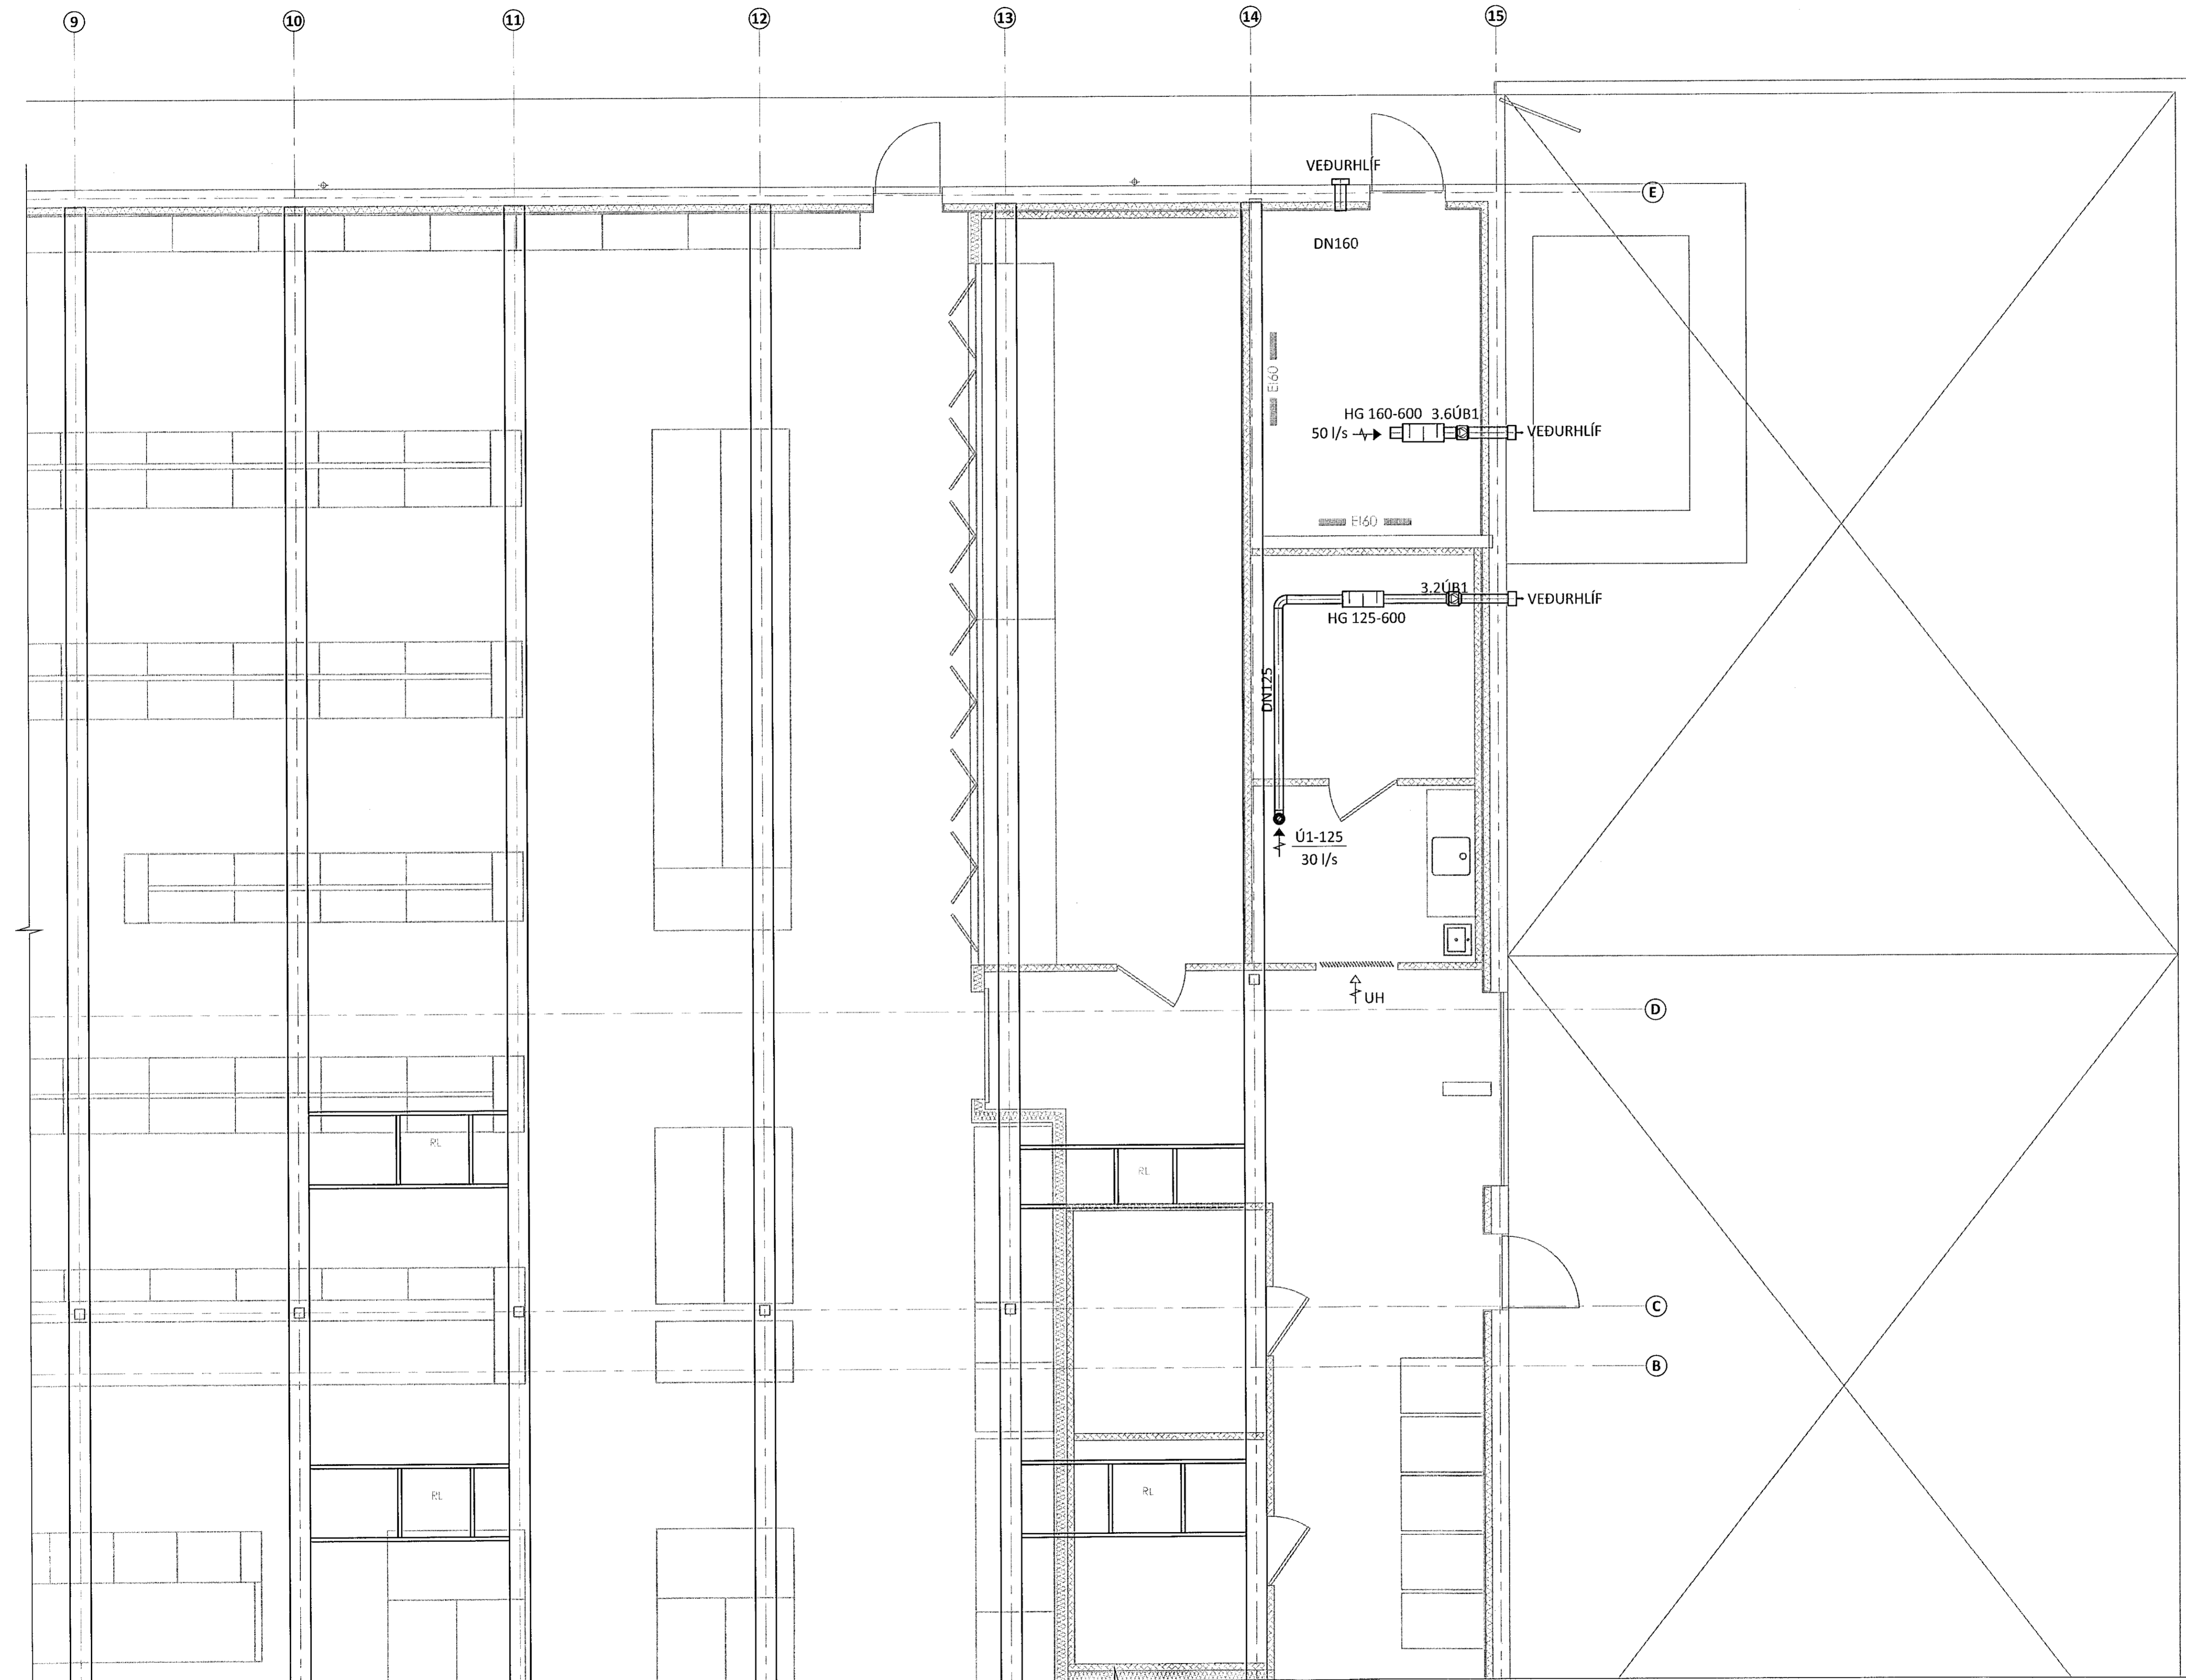 9 10 11 12 13 14 15
VEÐURHLÍF
E
DN160
EI60
HG 160-600 3.6ÚB1
50 l/s
VEÐURHLÍF
EI60
3.2ÚB1
VEÐURHLÍF
HG 125-600
DN125
Ú1-125
30 l/s
UH
D
RL
RL
C
B
RL
RL